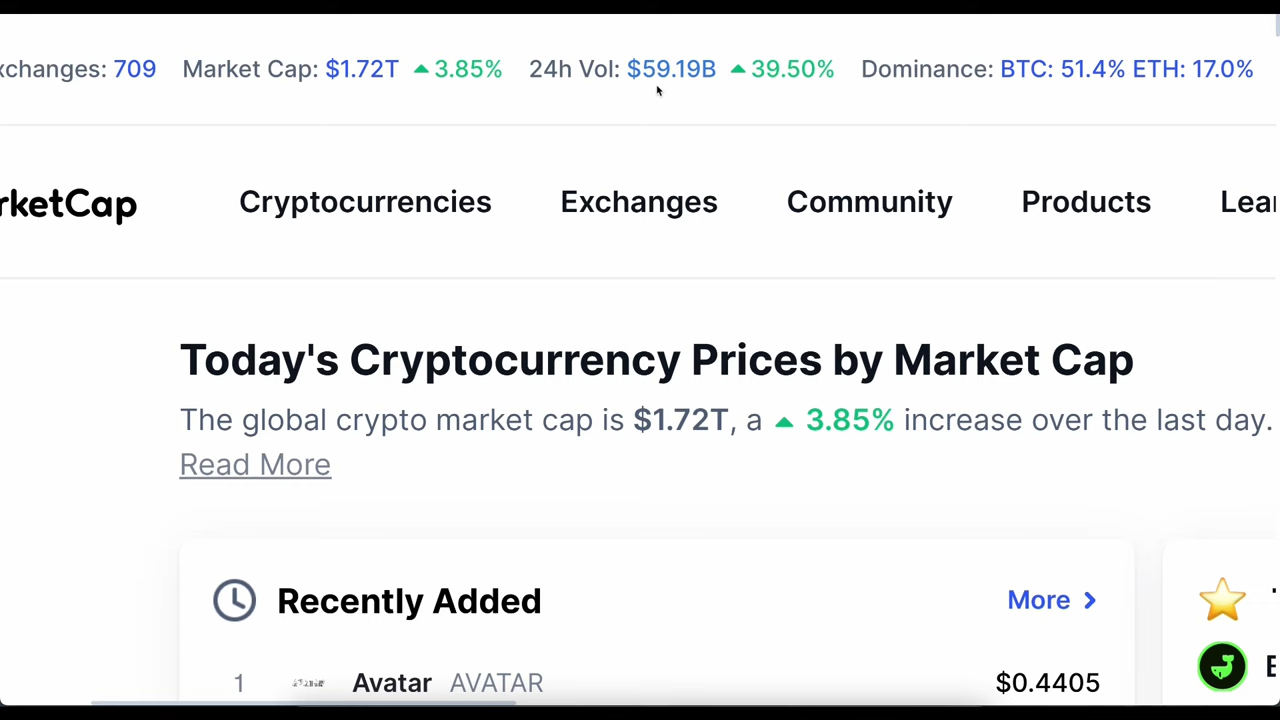 xchanges: 709 Market Cap: $1.72T 3.85% 24h Vol: $59.19B 39.50% Dominance: BTC: 51.4% ETH: 17.0%
rketCap Cryptocurrencies Exchanges Community Products Lear
Today's Cryptocurrency Prices by Market Cap
The global crypto market cap is $1.72T, a 3.85% increase over the last day.
Read More
Recently Added More
1 Avatar AVATAR $0.4405